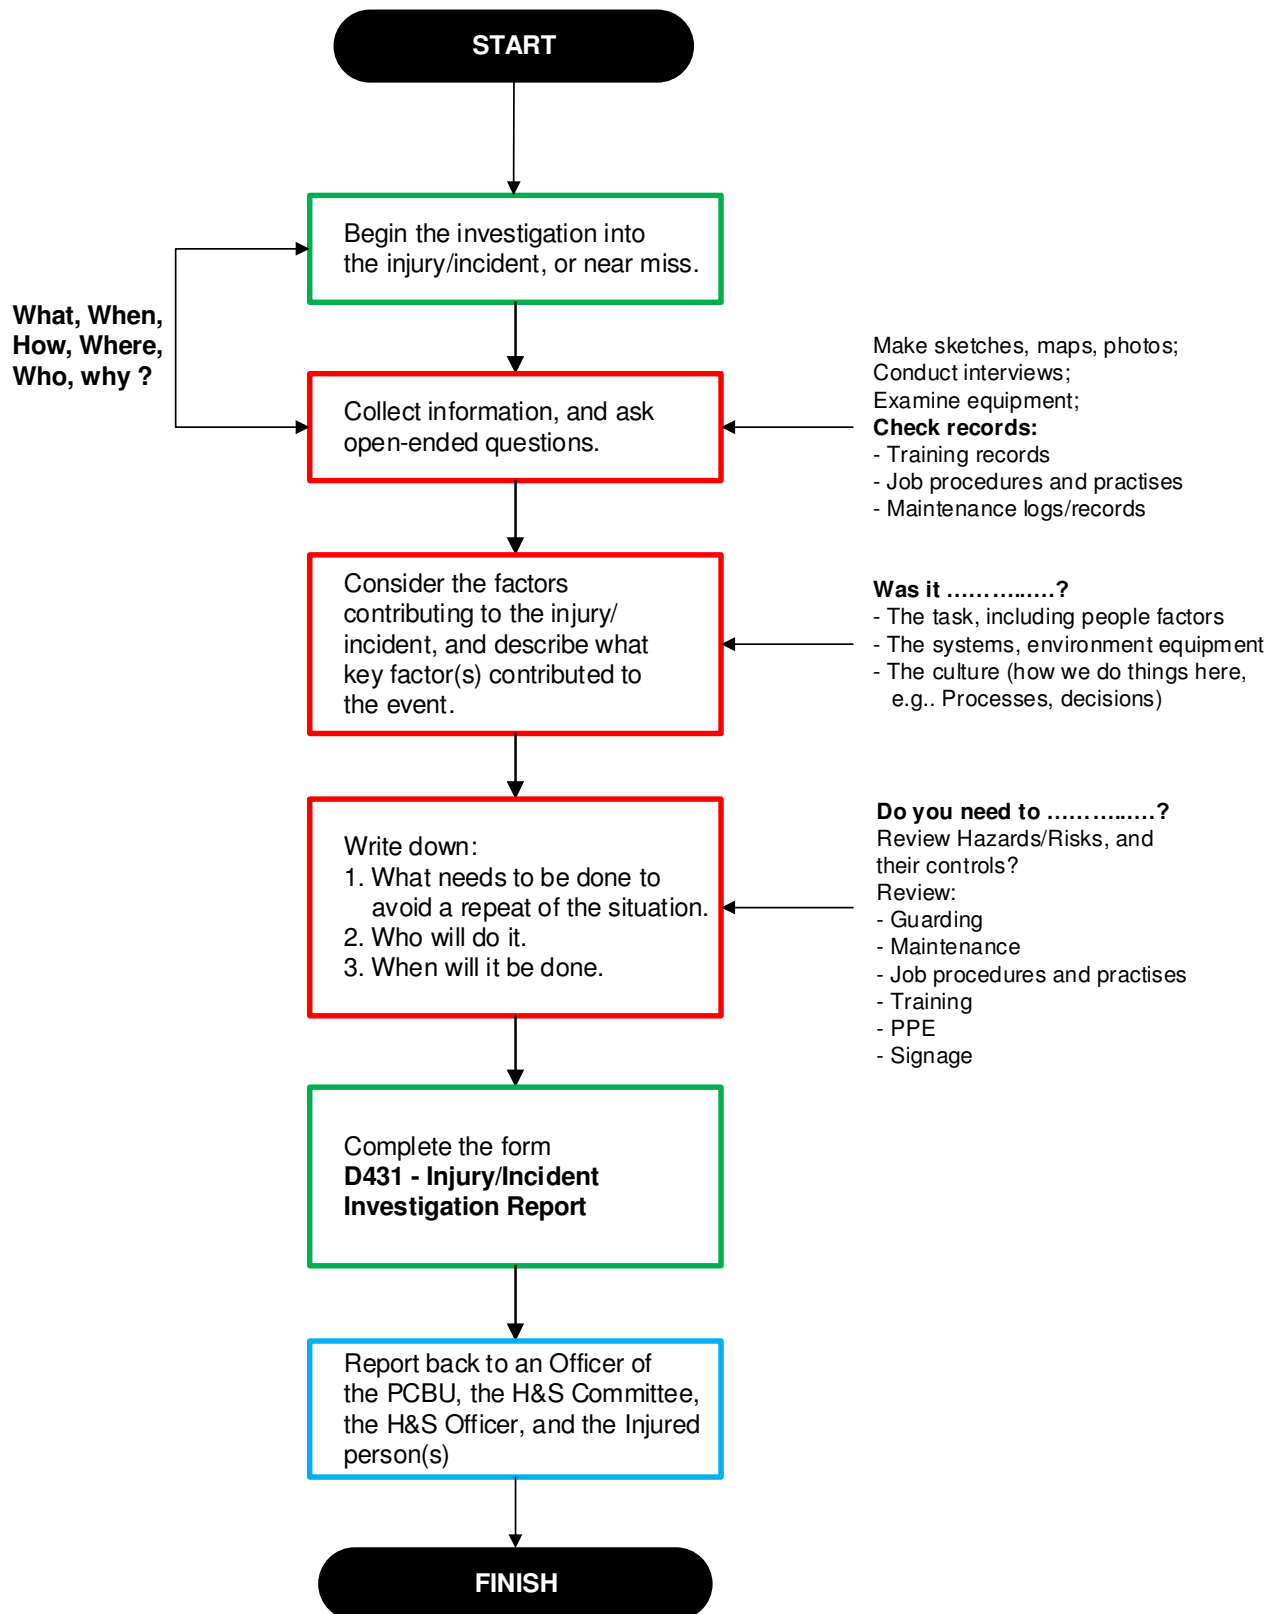 START
Begin the investigation into
the injury/incident, or near miss.
What, When,
How, Where,
Who, why ?
Collect information, and ask
open-ended questions.
Make sketches, maps, photos;
Conduct interviews;
Examine equipment;
Check records:
- Training records
- Job procedures and practises
- Maintenance logs/records
Consider the factors
contributing to the injury/
incident, and describe what
key factor(s) contributed to
the event.
Was it ………..….?
- The task, including people factors
- The systems, environment equipment
- The culture (how we do things here,
e.g.. Processes, decisions)
Write down:
1. What needs to be done to
avoid a repeat of the situation.
2. Who will do it.
3. When will it be done.
Do you need to ………..….?
Review Hazards/Risks, and
their controls?
Review:
- Guarding
- Maintenance
- Job procedures and practises
- Training
- PPE
- Signage
Complete the form
D431 - Injury/Incident
Investigation Report
Report back to an Officer of
the PCBU, the H&S Committee,
the H&S Officer, and the Injured
person(s)
FINISH